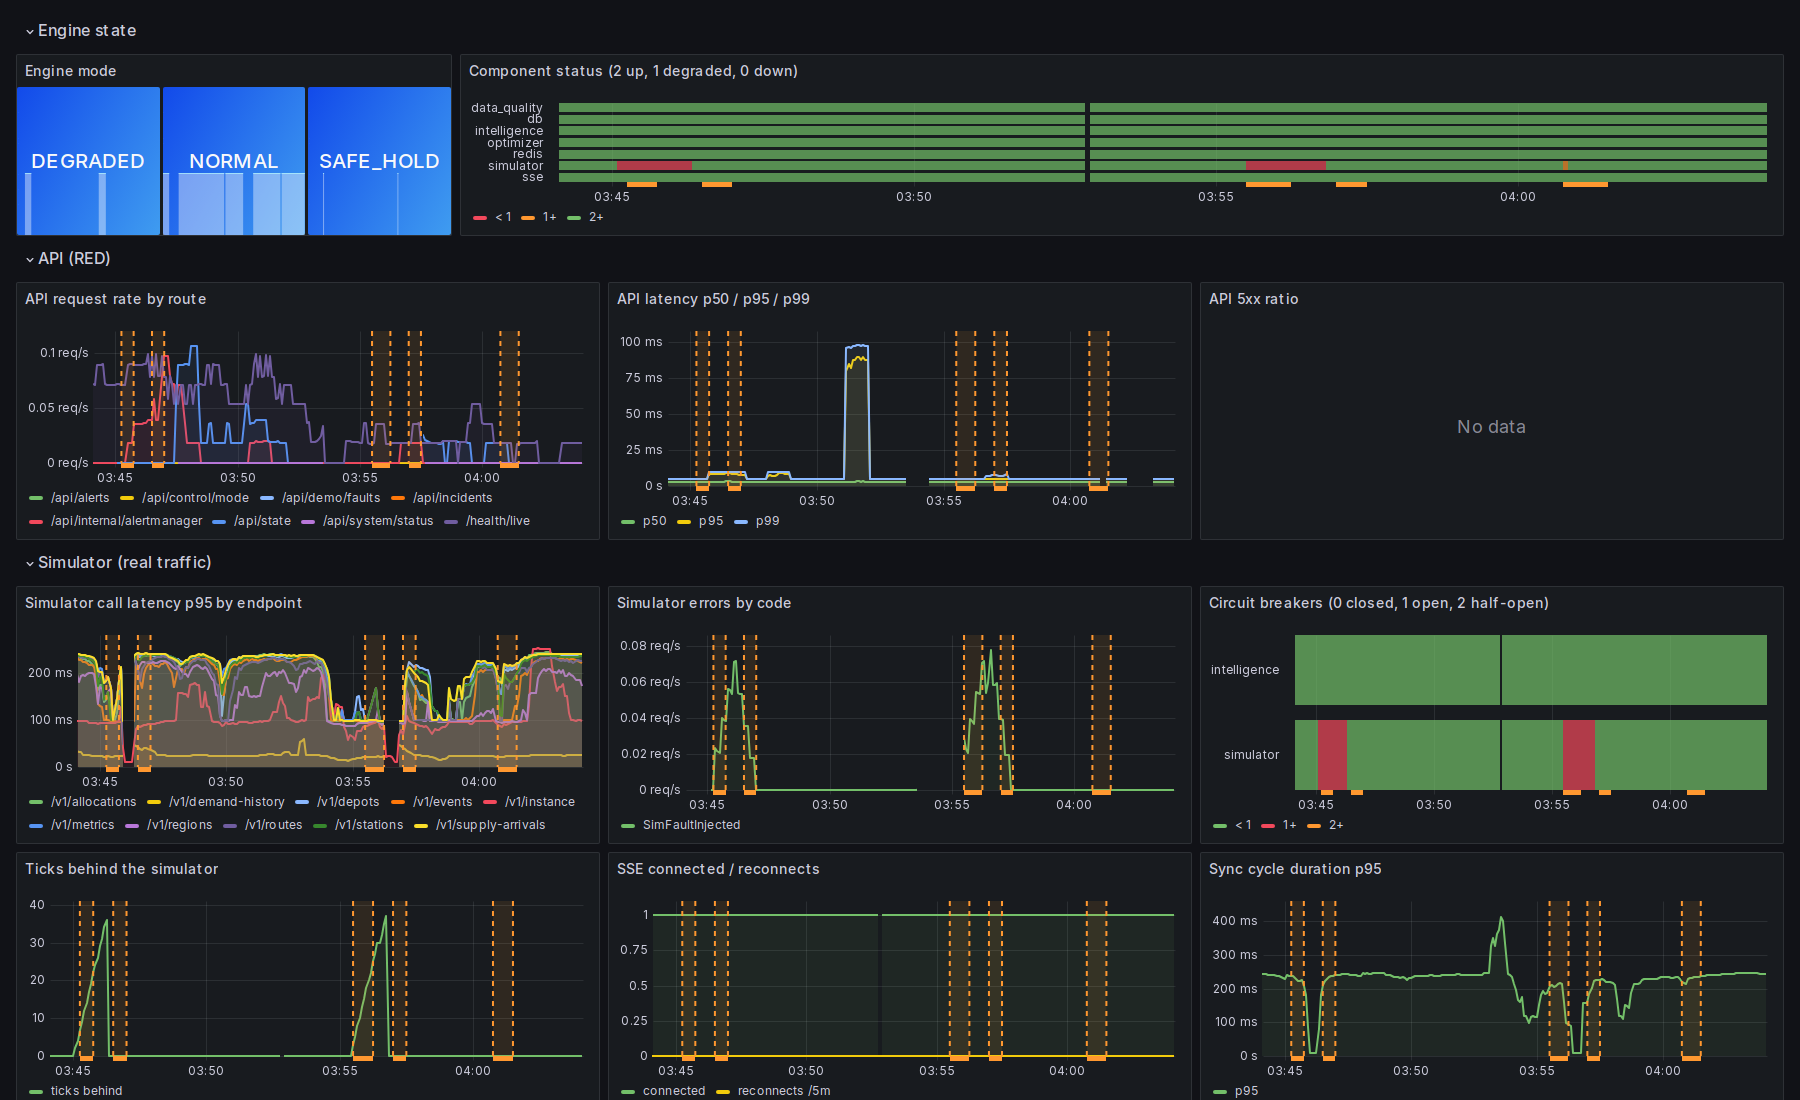 Engine state
Engine mode
DEGRADED
NORMAL
SAFE_HOLD
Component status (2 up, 1 degraded, 0 down)
data_quality
db
intelligence
optimizer
redis
simulator
sse
03:45 03:50 03:55 04:00
< 1 1+ 2+
API (RED)
API request rate by route
0.1 req/s
0.05 req/s
0 req/s
03:45 03:50 03:55 04:00
/api/alerts /api/control/mode /api/demo/faults /api/incidents
/api/internal/alertmanager /api/state /api/system/status /health/live
API latency p50 / p95 / p99
100 ms
75 ms
50 ms
25 ms
0 s
03:45 03:50 03:55 04:00
p50 p95 p99
API 5xx ratio
No data
Simulator (real traffic)
Simulator call latency p95 by endpoint
200 ms
100 ms
0 s
03:45 03:50 03:55 04:00
/v1/allocations /v1/demand-history /v1/depots /v1/events /v1/instance
/v1/metrics /v1/regions /v1/routes /v1/stations /v1/supply-arrivals
Simulator errors by code
0.08 req/s
0.06 req/s
0.04 req/s
0.02 req/s
0 req/s
03:45 03:50 03:55 04:00
SimFaultInjected
Circuit breakers (0 closed, 1 open, 2 half-open)
intelligence
simulator
03:45 03:50 03:55 04:00
< 1 1+ 2+
Ticks behind the simulator
40
30
20
10
0
03:45 03:50 03:55 04:00
ticks behind
SSE connected / reconnects
1
0.75
0.5
0.25
0
03:45 03:50 03:55 04:00
connected reconnects /5m
Sync cycle duration p95
400 ms
300 ms
200 ms
100 ms
0 s
03:45 03:50 03:55 04:00
p95